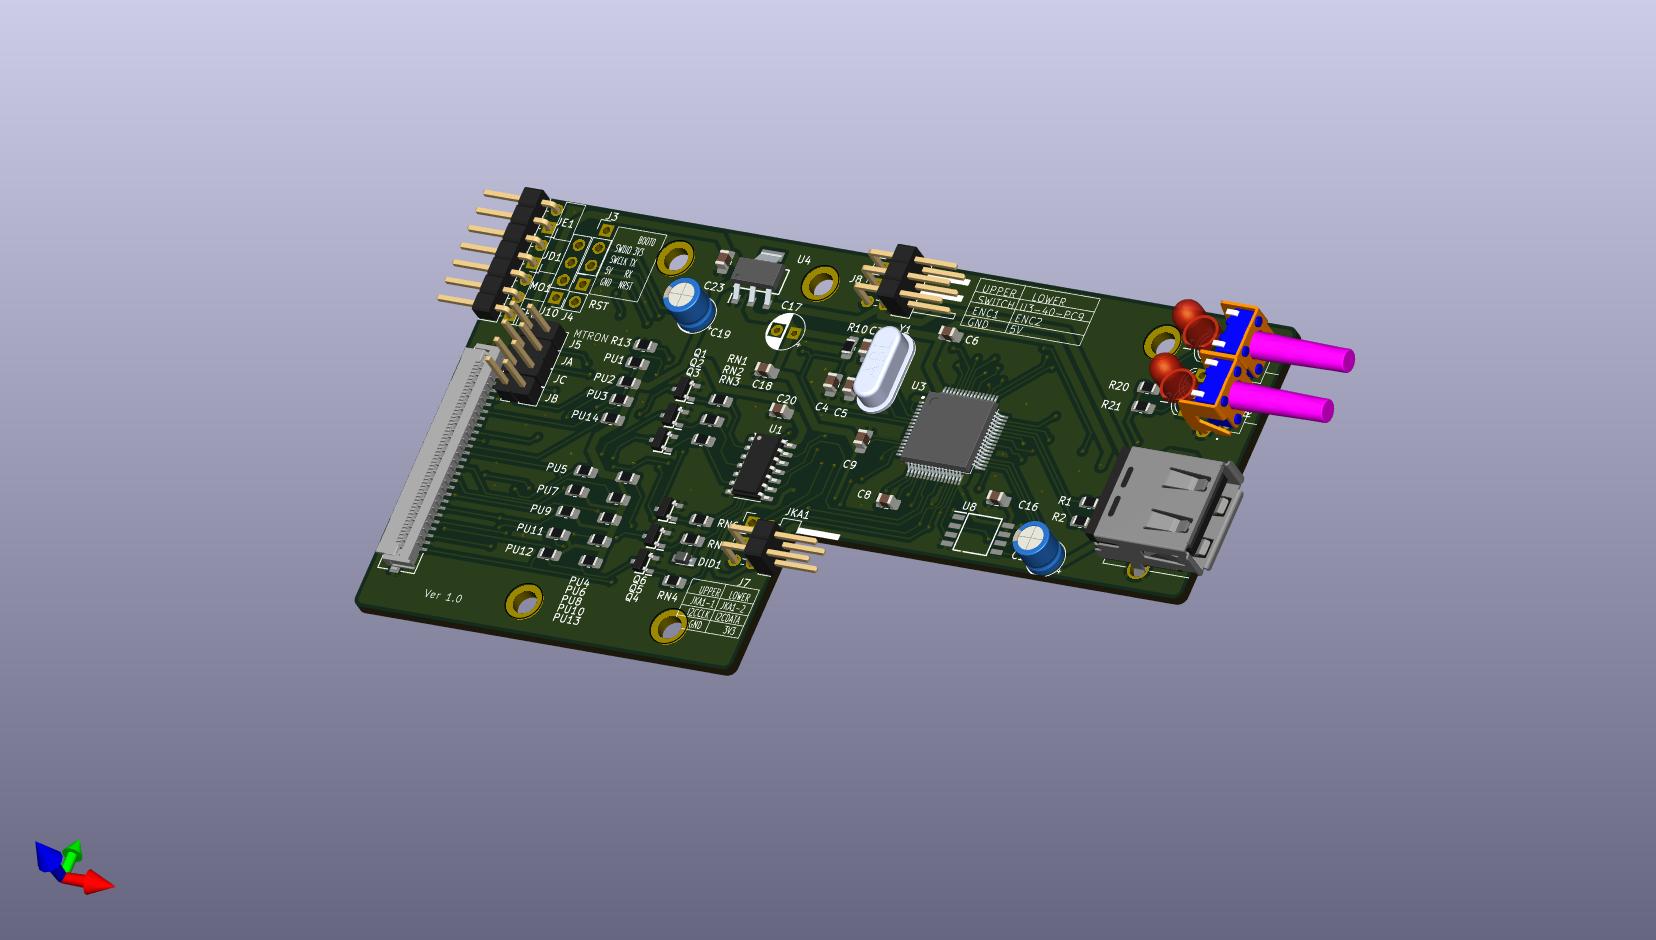 J3
JE1
BOOT0
SWDIO 3V3
SWCLK TX
5V RX
GND NRST
JD1
RST
J10 J4
MTRON
J5
JA
JC
JB
U4
C23
C17
C19
J8
UPPER LOWER
SWITCH U3-40-PC9
ENC1 ENC2
GND 5V
R10
Y1
C6
R13
PU1
PU2
PU3
PU14
Q1
Q2
Q3
RN1
RN2
RN3
C18
C20
C4 C5
U3
U1
C9
C8
R20
R21
PU5
PU7
PU9
PU11
PU12
JKA1
U8
C16
R1
R2
DID1
J7
UPPER LOWER
JKA1-1 JKA1-2
I2CCLK I2CDATA
GND 3V3
RN4
Q6
Q5
Q4
PU4
PU6
PU8
PU10
PU13
Ver 1.0